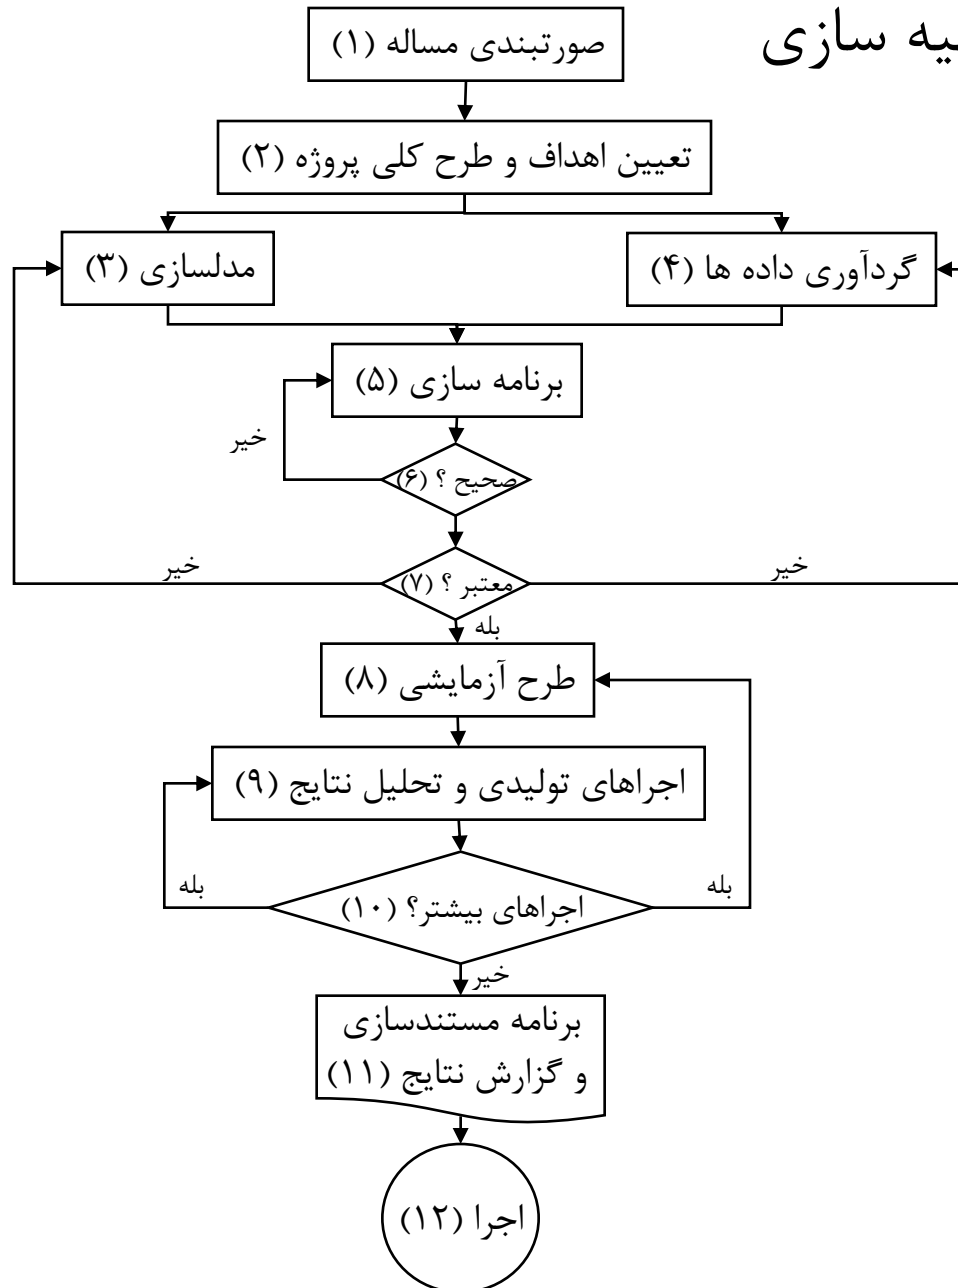 سازی
صورتبندی مساله (۱)
تعیین اهداف و طرح کلی پروژه (۲)
مدلسازی (۳)
گردآوری داده ها (۴)
برنامه سازی (۵)
خیر
صحیح ؟ (۶)
خیر
معتبر ؟ (۷)
خیر
بله
طرح آزمایشی (۸)
اجراهای تولیدی و تحلیل نتایج (۹)
بله
اجراهای بیشتر؟ (۱۰)
بله
خیر
برنامه مستندسازی
و گزارش نتایج (۱۱)
اجرا (۱۲)